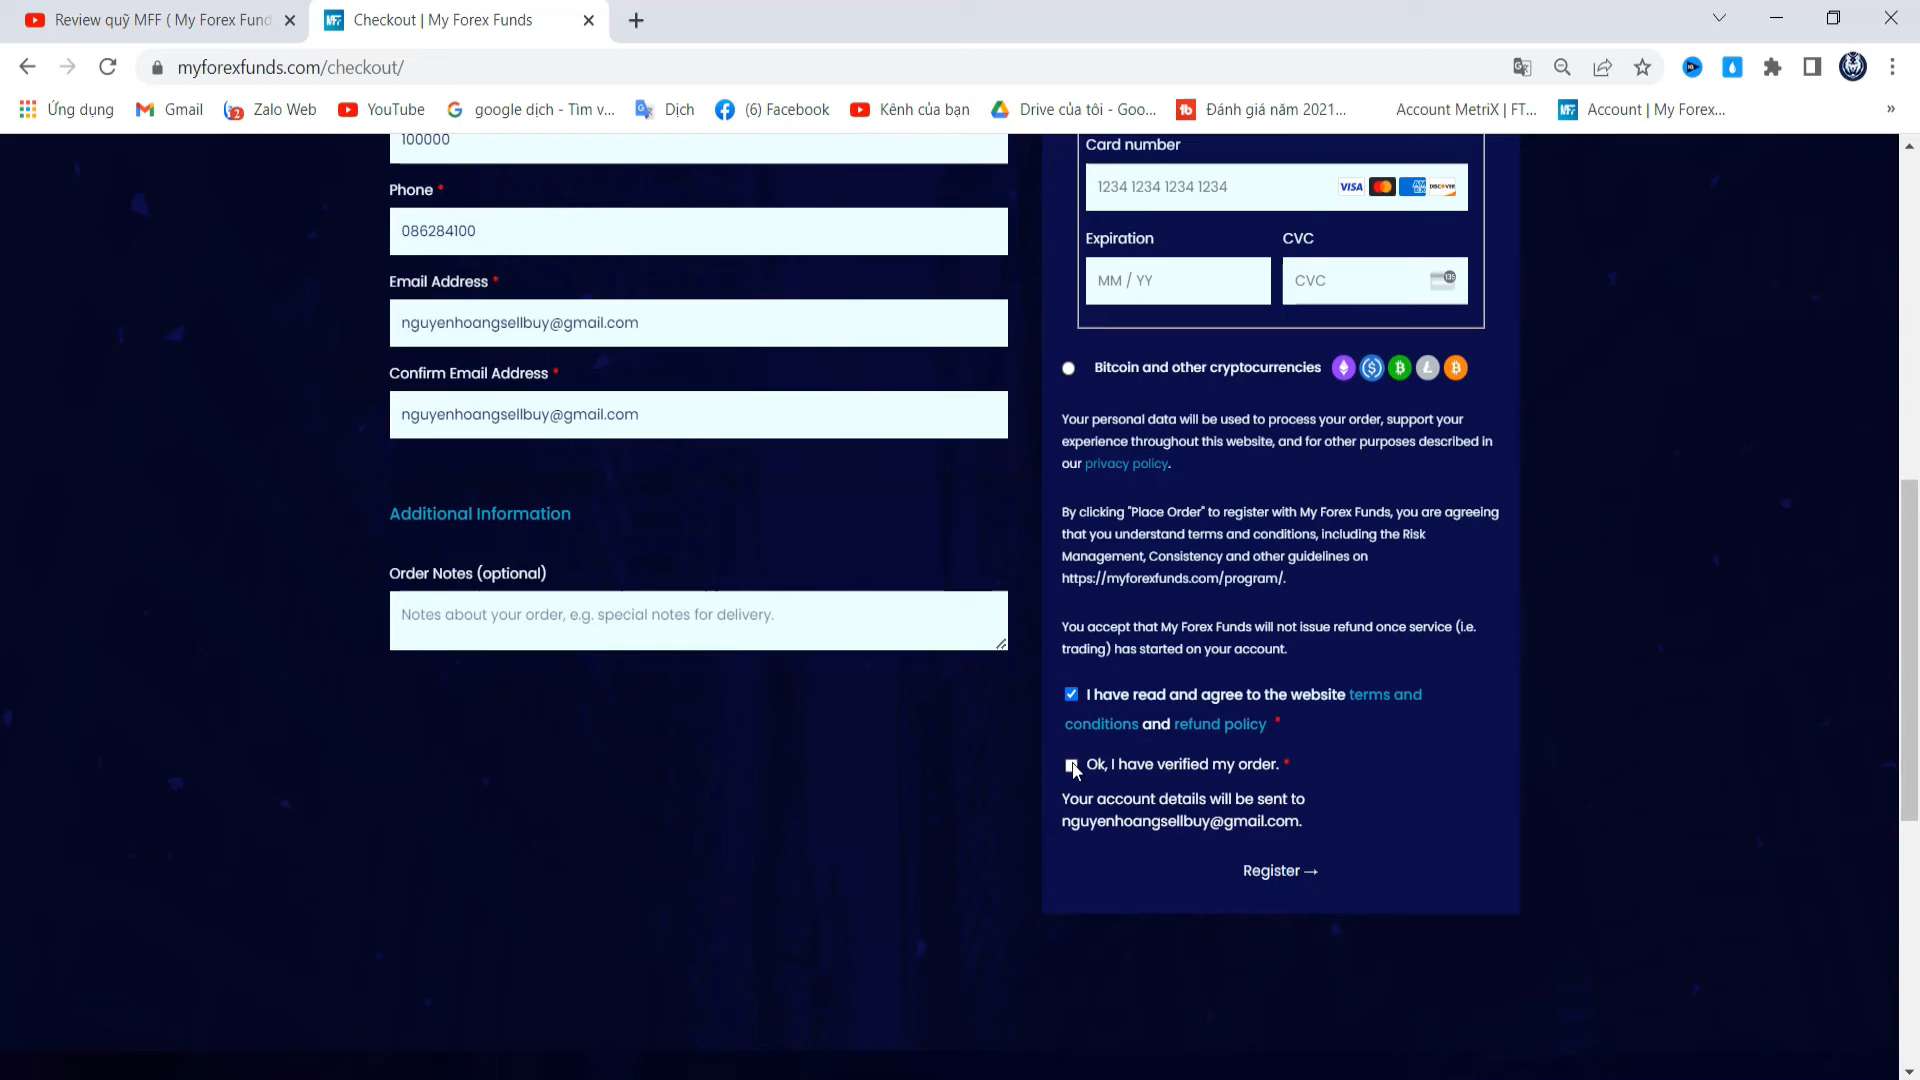 Review quỹ MFF ( My Forex Fund
Checkout | My Forex Funds
myforexfunds.com/checkout/
Ứng dụng
Gmail
Zalo Web
YouTube
google dịch - Tìm v...
Dịch
(6) Facebook
Kênh của bạn
Drive của tôi - Goo...
Đánh giá năm 2021...
Account MetriX | FT...
Account | My Forex...
»
100000
Phone *
086284100
Email Address *
nguyenhoangsellbuy@gmail.com
Confirm Email Address *
nguyenhoangsellbuy@gmail.com
Additional Information
Order Notes (optional)
Notes about your order, e.g. special notes for delivery.
Card number
1234 1234 1234 1234
VISA
DISCOVER
Expiration
CVC
MM / YY
CVC
135
Bitcoin and other cryptocurrencies
Your personal data will be used to process your order, support your
experience throughout this website, and for other purposes described in
our privacy policy.
By clicking "Place Order" to register with My Forex Funds, you are agreeing
that you understand terms and conditions, including the Risk
Management, Consistency and other guidelines on
https://myforexfunds.com/program/.
You accept that My Forex Funds will not issue refund once service (i.e.
trading) has started on your account.
I have read and agree to the website terms and
conditions and refund policy *
Ok, I have verified my order. *
Your account details will be sent to
nguyenhoangsellbuy@gmail.com.
Register →